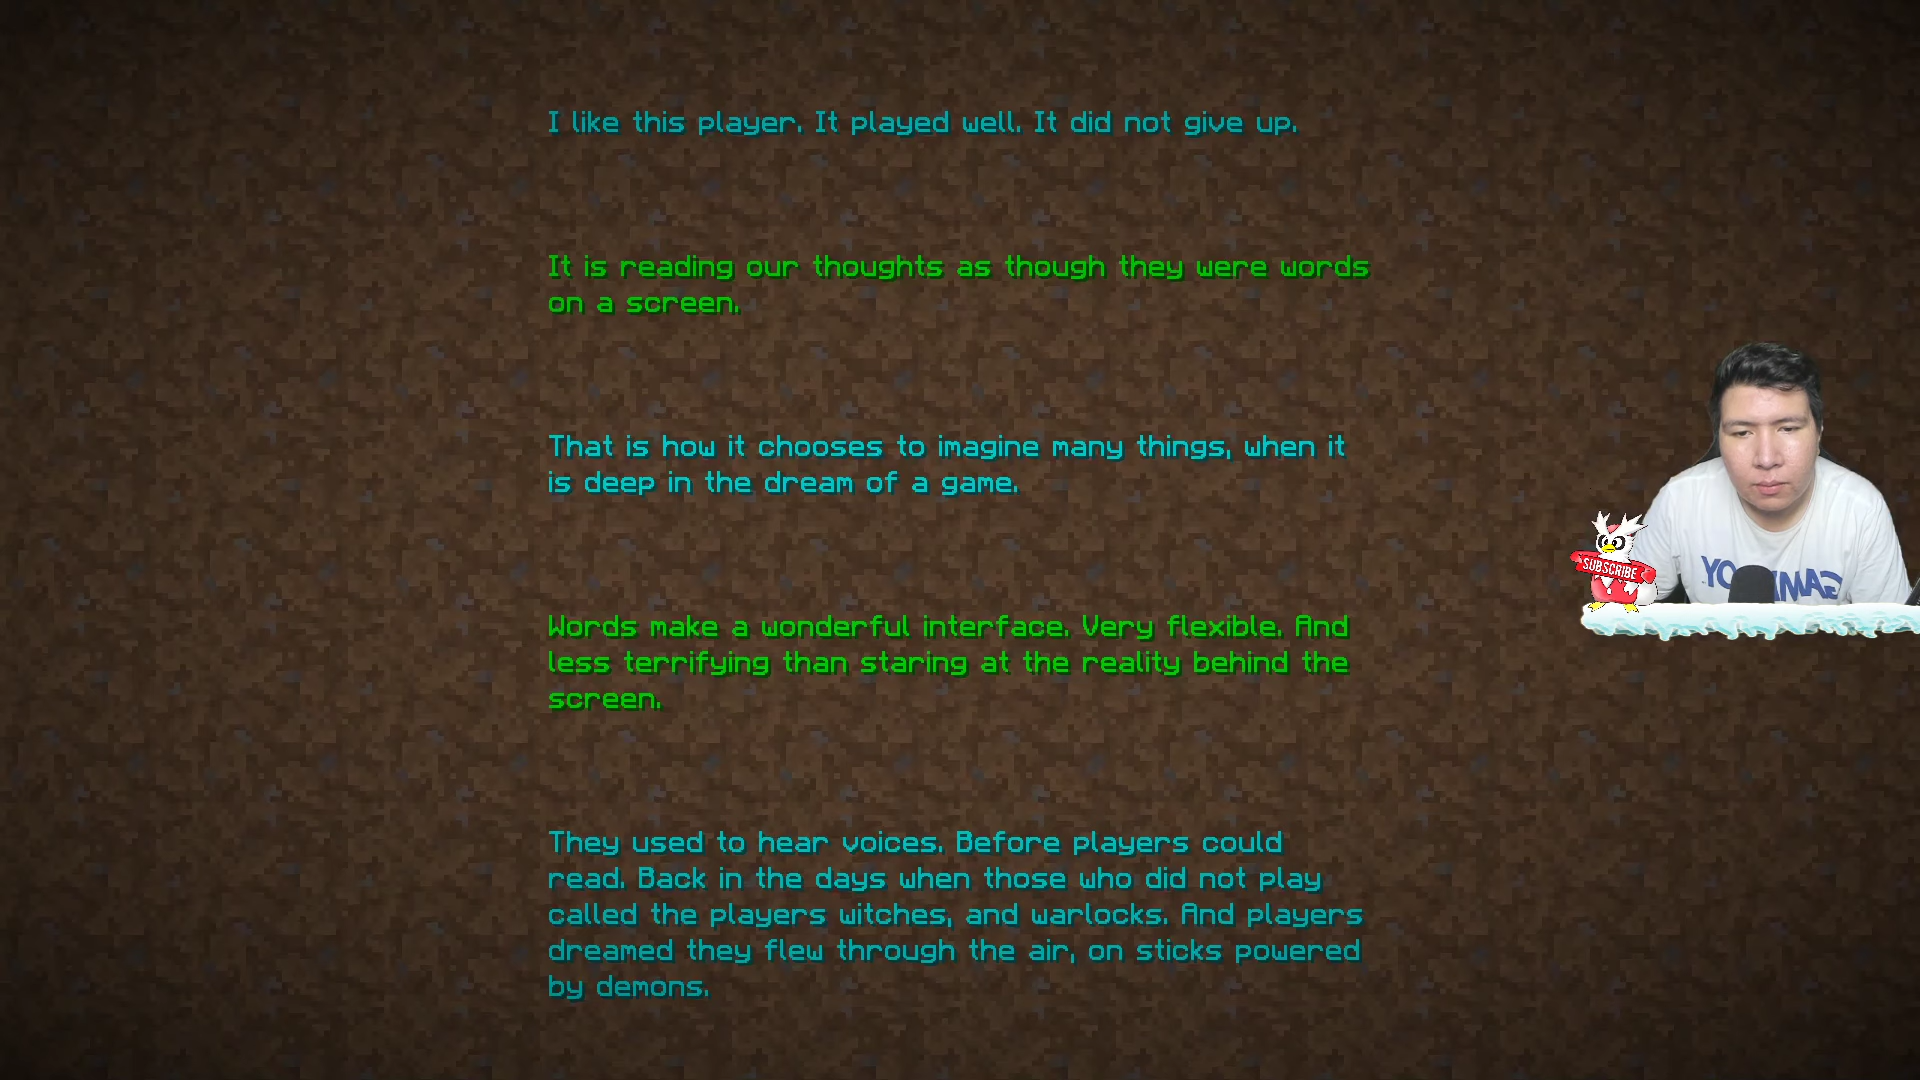 I like this player. It played well. It did not give up.
It is reading our thoughts as though they were words
on a screen.
That is how it chooses to imagine many things, when it
is deep in the dream of a game.
Words make a wonderful interface. Very flexible. And
less terrifying than staring at the reality behind the
screen.
They used to hear voices. Before players could
read. Back in the days when those who did not play
called the players witches, and warlocks. And players
dreamed they flew through the air, on sticks powered
by demons.
SUBSCRIBE